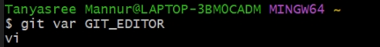 Tanyasree Mannur@LAPTOP-3BM0CADM MINGW64 ~
$ git var GIT_EDITOR
vi